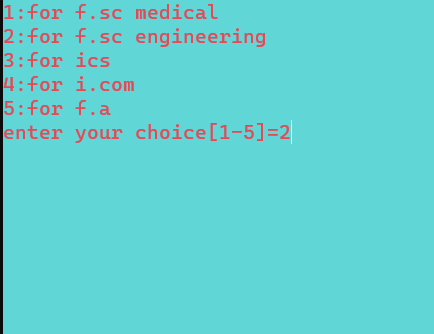 1:for f.sc medical
2:for f.sc engineering
3:for ics
4:for i.com
5:for f.a
enter your choice[1-5]=2